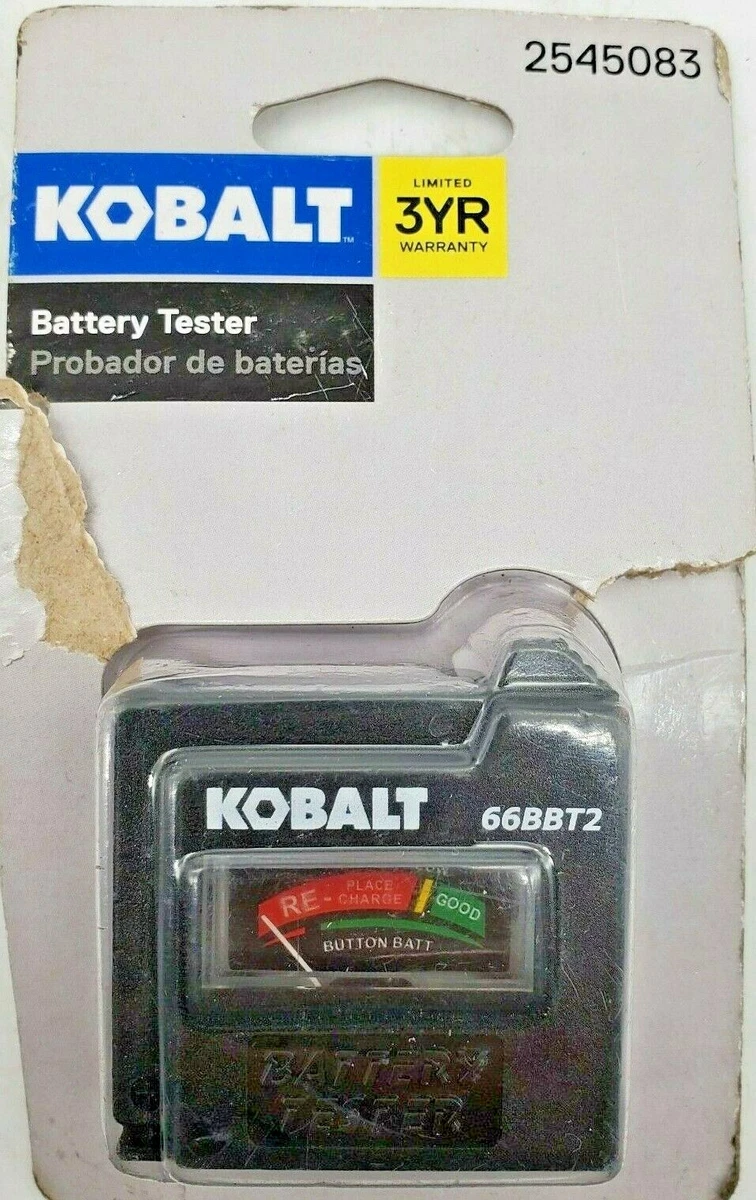 2545083
KOBALT™
LIMITED
3YR
WARRANTY
Battery Tester
Probador de baterías
KOBALT
66BBT2
RE-
PLACE
CHARGE
GOOD
BUTTON BATT
BATTERY
TESTER